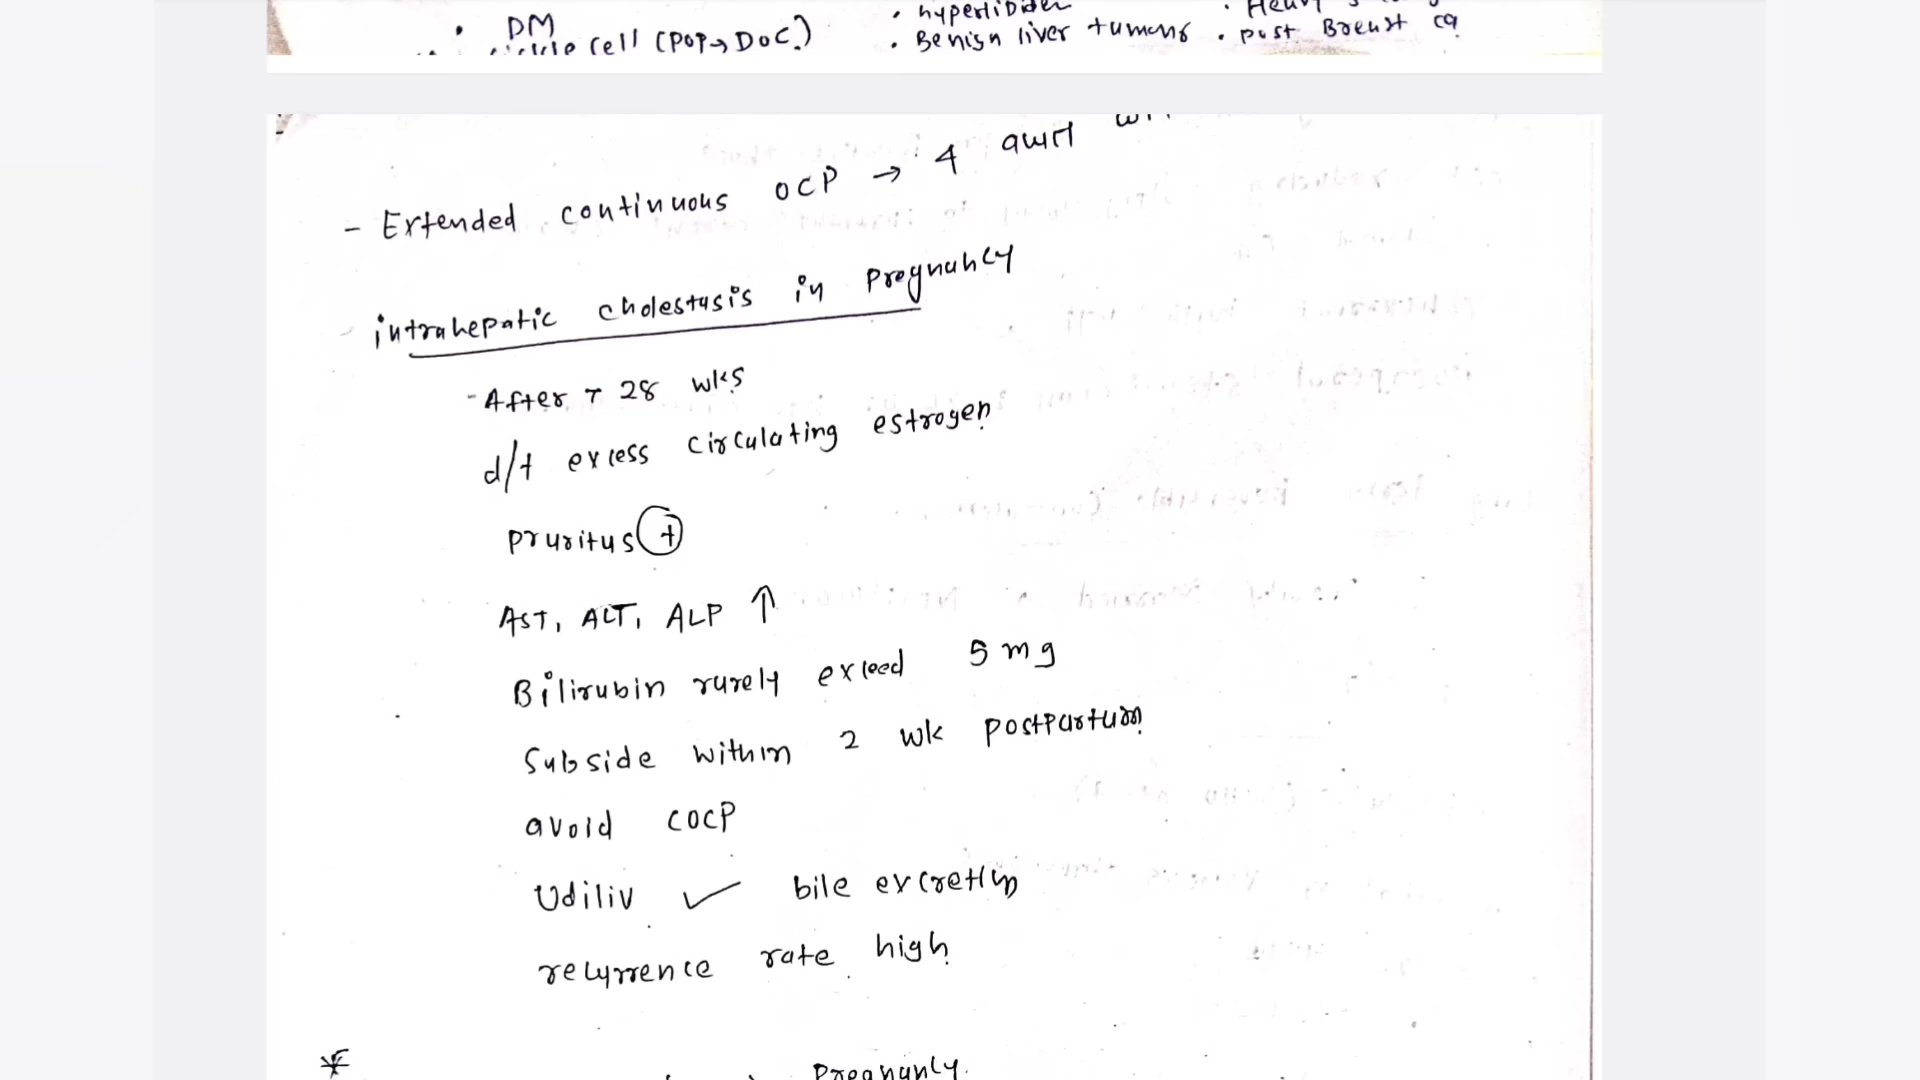 DM
cell (POP→ DOC)
• Benign liver tumors
• past Breast ca
- Extended continuous OCP → 4
intrahepatic cholestasis in Pregnancy
- After 28 wks
d/t excess circulating estrogen
pruritus (+)
AST, ALT, ALP ↑
Bilirubin rarely exceed 5 mg
Subside within 2 wk postpartum
avoid COCP
Udiliv ✓ bile excretion
recurrence rate high
*
Pregnancy.